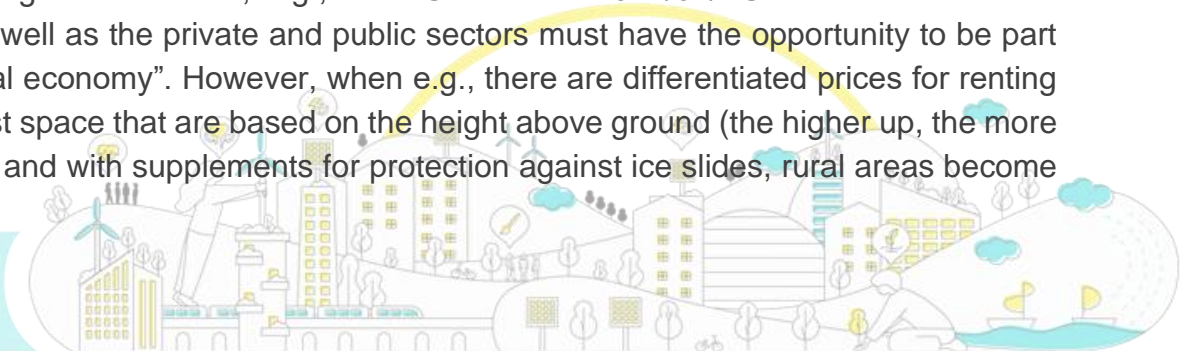 well as the private and public sectors must have the opportunity to be part
al economy”. However, when e.g., there are differentiated prices for renting
st space that are based on the height above ground (the higher up, the more
and with supplements for protection against ice slides, rural areas become